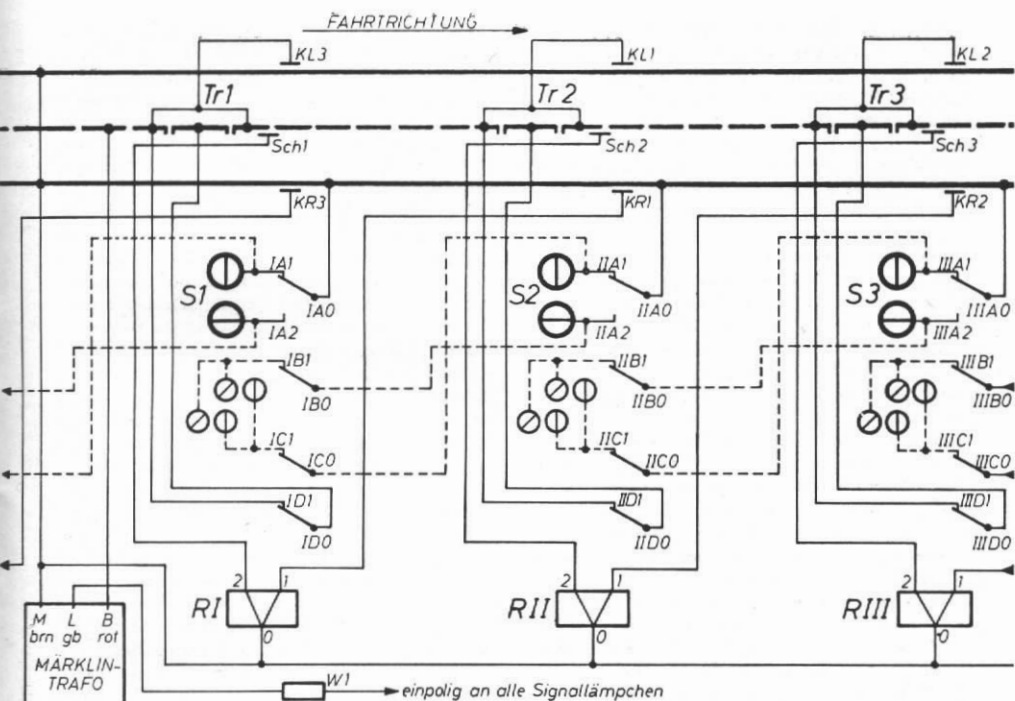 FAHRTRICHTUNG
KL3 KL1 KL2
Tr1 Tr2 Tr3
Sch1 Sch2 Sch3
KR3 KR1 KR2
IA1 IIA1 IIIA1
S1 IA0 S2 IIA0 S3 IIIA0
IA2 IIA2 IIIA2
IB1 IIB1 IIIB1
IB0 IIB0 IIIB0
IC1 IIC1 IIIC1
IC0 IIC0 IIIC0
ID1 IID1 IIID1
ID0 IID0 IIID0
2 1 2 1 2 1
RI RII RIII
0 0 0
M L B
brn gb rot
MÄRKLIN-
TRAFO
W1
einpolig an alle Signallämpchen